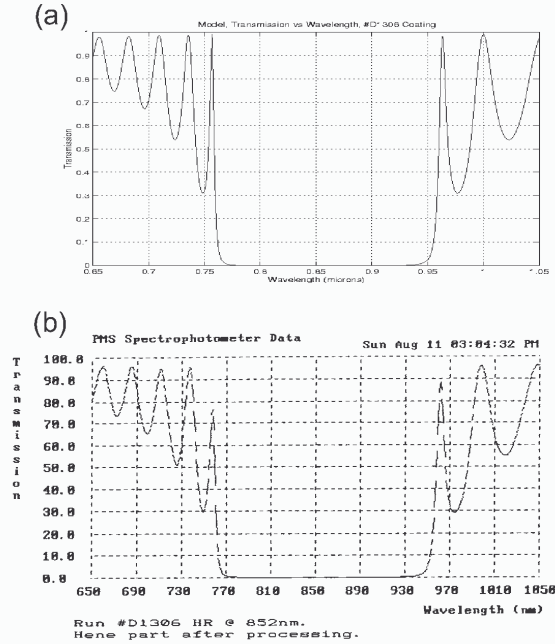 (a)
Model, Transmission vs Wavelength, #D1306 Coating
1
0.9
0.8
0.7
0.6
0.5
0.4
0.3
0.2
0.1
0
Transmission
0.65 0.7 0.75 0.8 0.85 0.9 0.95 1 1.05
Wavelength (microns)
(b)
PMS Spectrophotometer Data
Sun Aug 11 03:04:32 PM
Transmission
100.0
90.0
80.0
70.0
60.0
50.0
40.0
30.0
20.0
10.0
0.0
650 690 730 770 810 850 890 930 970 1010 1050
Wavelength (nm)
Run #D1306 HR @ 852nm.
Hene part after processing.